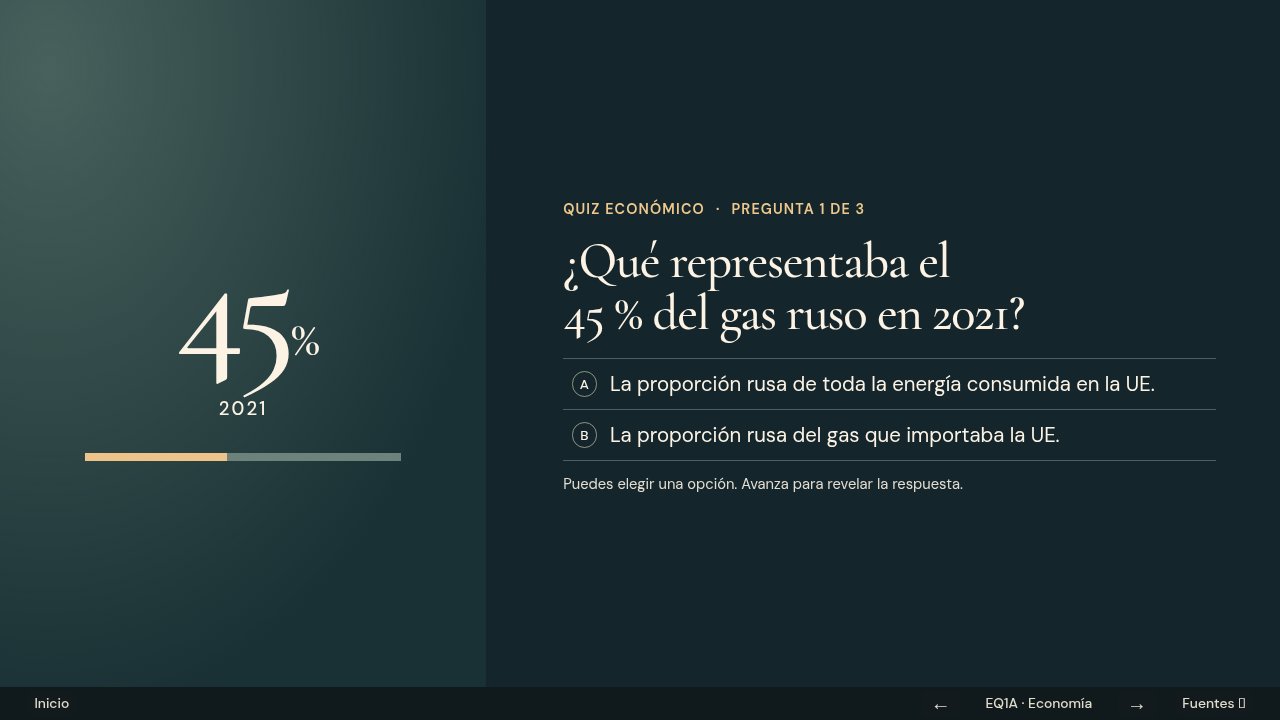 45%
2021
QUIZ ECONÓMICO · PREGUNTA 1 DE 3
¿Qué representaba el
45 % del gas ruso en 2021?
A La proporción rusa de toda la energía consumida en la UE.
B La proporción rusa del gas que importaba la UE.
Puedes elegir una opción. Avanza para revelar la respuesta.
Inicio ← EQ1A · Economía → Fuentes ▯